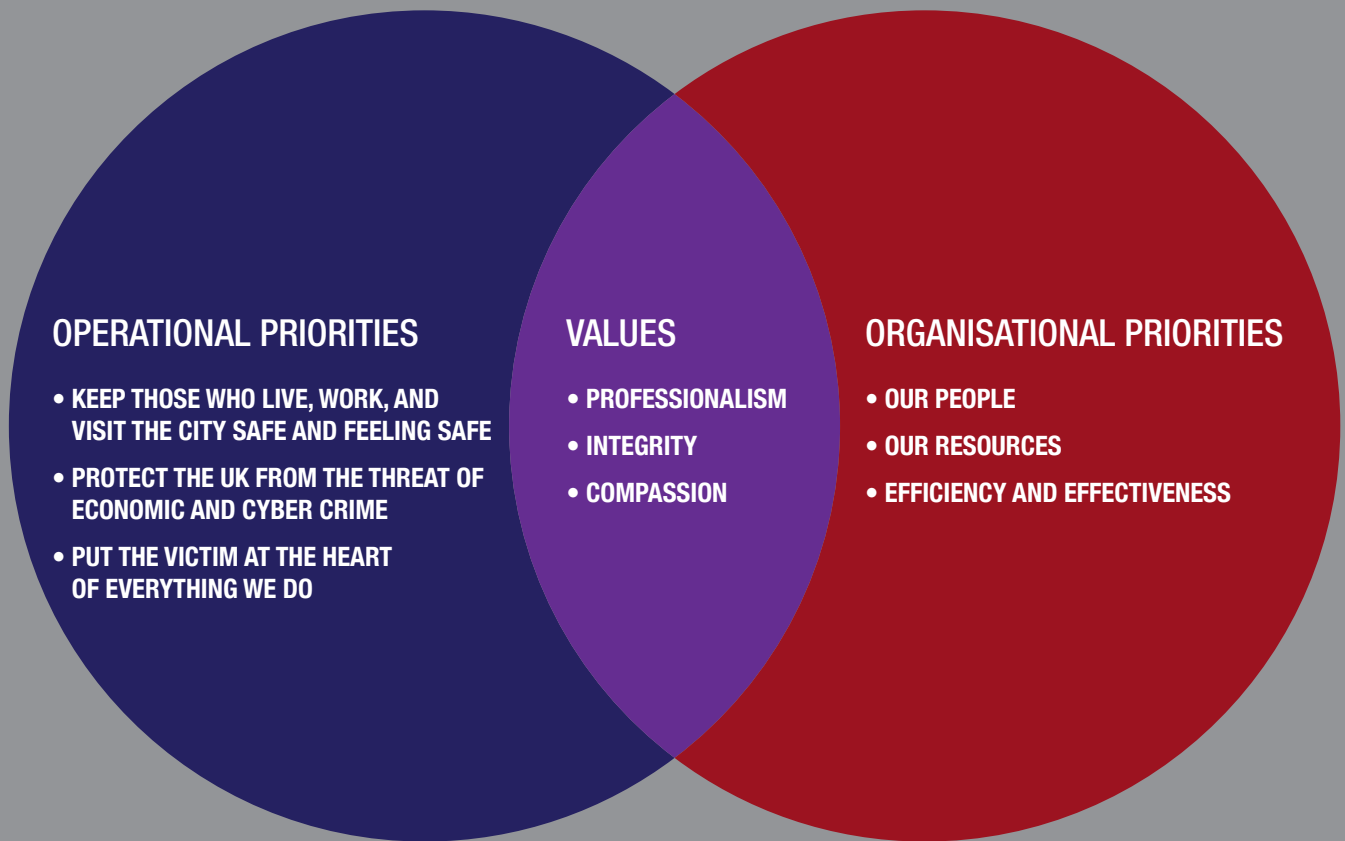 OPERATIONAL PRIORITIES
• KEEP THOSE WHO LIVE, WORK, AND
VISIT THE CITY SAFE AND FEELING SAFE
• PROTECT THE UK FROM THE THREAT OF
ECONOMIC AND CYBER CRIME
• PUT THE VICTIM AT THE HEART
OF EVERYTHING WE DO
VALUES
• PROFESSIONALISM
• INTEGRITY
• COMPASSION
ORGANISATIONAL PRIORITIES
• OUR PEOPLE
• OUR RESOURCES
• EFFICIENCY AND EFFECTIVENESS